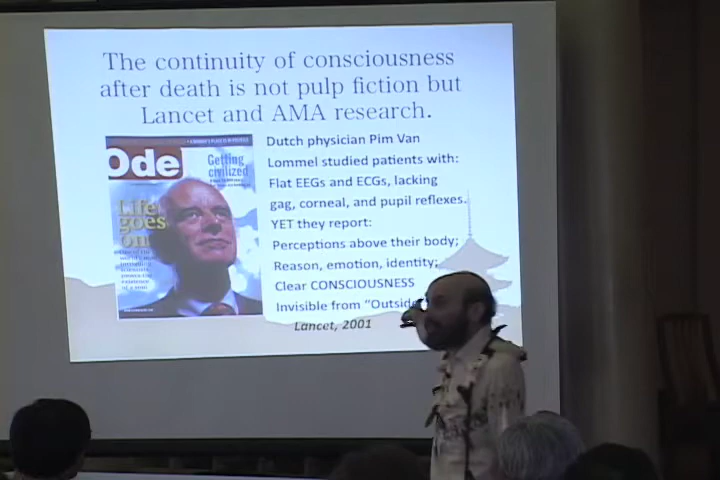 The continuity of consciousness
after death is not pulp fiction but
Lancet and AMA research.
Ode
Getting
civilized
Life
goes
on
Dutch physician Pim Van
Lommel studied patients with:
Flat EEGs and ECGs, lacking
gag, corneal, and pupil reflexes.
YET they report:
Perceptions above their body;
Reason, emotion, identity;
Clear CONSCIOUSNESS
Invisible from "Outside
Lancet, 2001